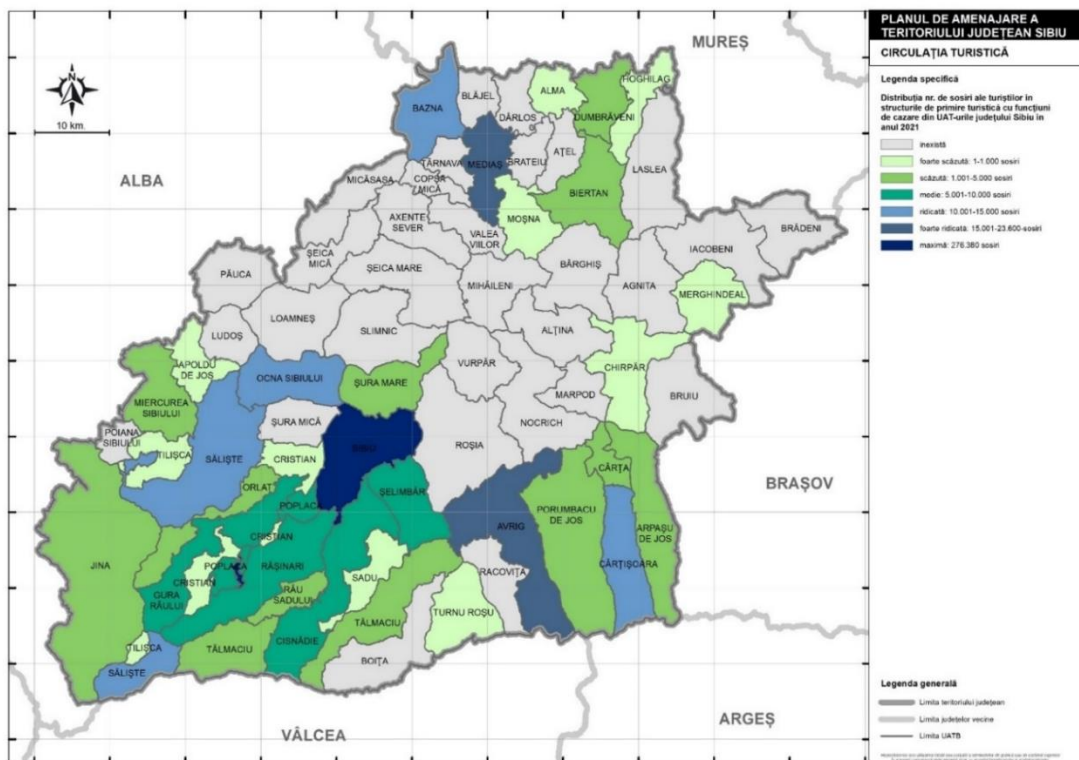 PLANUL DE AMENAJARE A
TERITORIULUI JUDEȚEAN SIBIU
CIRCULAȚIA TURISTICĂ
Legenda specifică
Distribuția nr. de sosiri ale turiștilor în
structurile de primire turistică cu funcțiuni
de cazare din UAT-urile județului Sibiu în
anul 2021
inexistă
foarte scăzută: 1-1.000 sosiri
scăzută: 1.001-5.000 sosiri
medie: 5.001-10.000 sosiri
ridicată: 10.001-15.000 sosiri
foarte ridicată: 15.001-23.600-sosiri
maximă: 276.380 sosiri
10 km.
MUREȘ
ALBA
BRAȘOV
ARGEȘ
VÂLCEA
BAZNA
BLĂJEL
DÂRLOS
ALMA
DUMBRĂVENI
HOGHILAG
TÂRNAVA
MEDIAȘ
BRATEIU
AȚEL
LASLEA
MICĂSASA
COPȘA
MICĂ
BIERTAN
MOȘNA
AXENTE
SEVER
VALEA
VIILOR
BRĂDENI
IACOBENI
ȘEICA
MICĂ
ȘEICA MARE
BÂRGHIȘ
PĂUCA
MIHĂILENI
AGNITA
MERGHINDEAL
LOAMNEȘ
SLIMNIC
ALȚINA
LUDOȘ
VURPĂR
CHIRPĂR
APOLDU
DE JOS
OCNA SIBIULUI
ȘURA MARE
MARPOD
BRUIU
MIERCUREA
SIBIULUI
ȘURA MICĂ
NOCRICH
POIANA
SIBIULUI
ROȘIA
SIBIU
TILIȘCA
SĂLIȘTE
CRISTIAN
CÂRȚA
ORLAT
ȘELIMBĂR
POPLACA
PORUMBACU
DE JOS
AVRIG
ARPAȘU
DE JOS
CRISTIAN
JINA
POPLACA
RĂȘINARI
CÂRȚIȘOARA
CRISTIAN
RACOVIȚA
GURA
RÂULUI
SADU
RÂU
SADULUI
TURNU ROȘU
TĂLMACIU
TILIȘCA
TĂLMACIU
CISNĂDIE
BOIȚA
SĂLIȘTE
Legenda generală
Limita teritoriului județean
Limita județelor vecine
Limita UATB